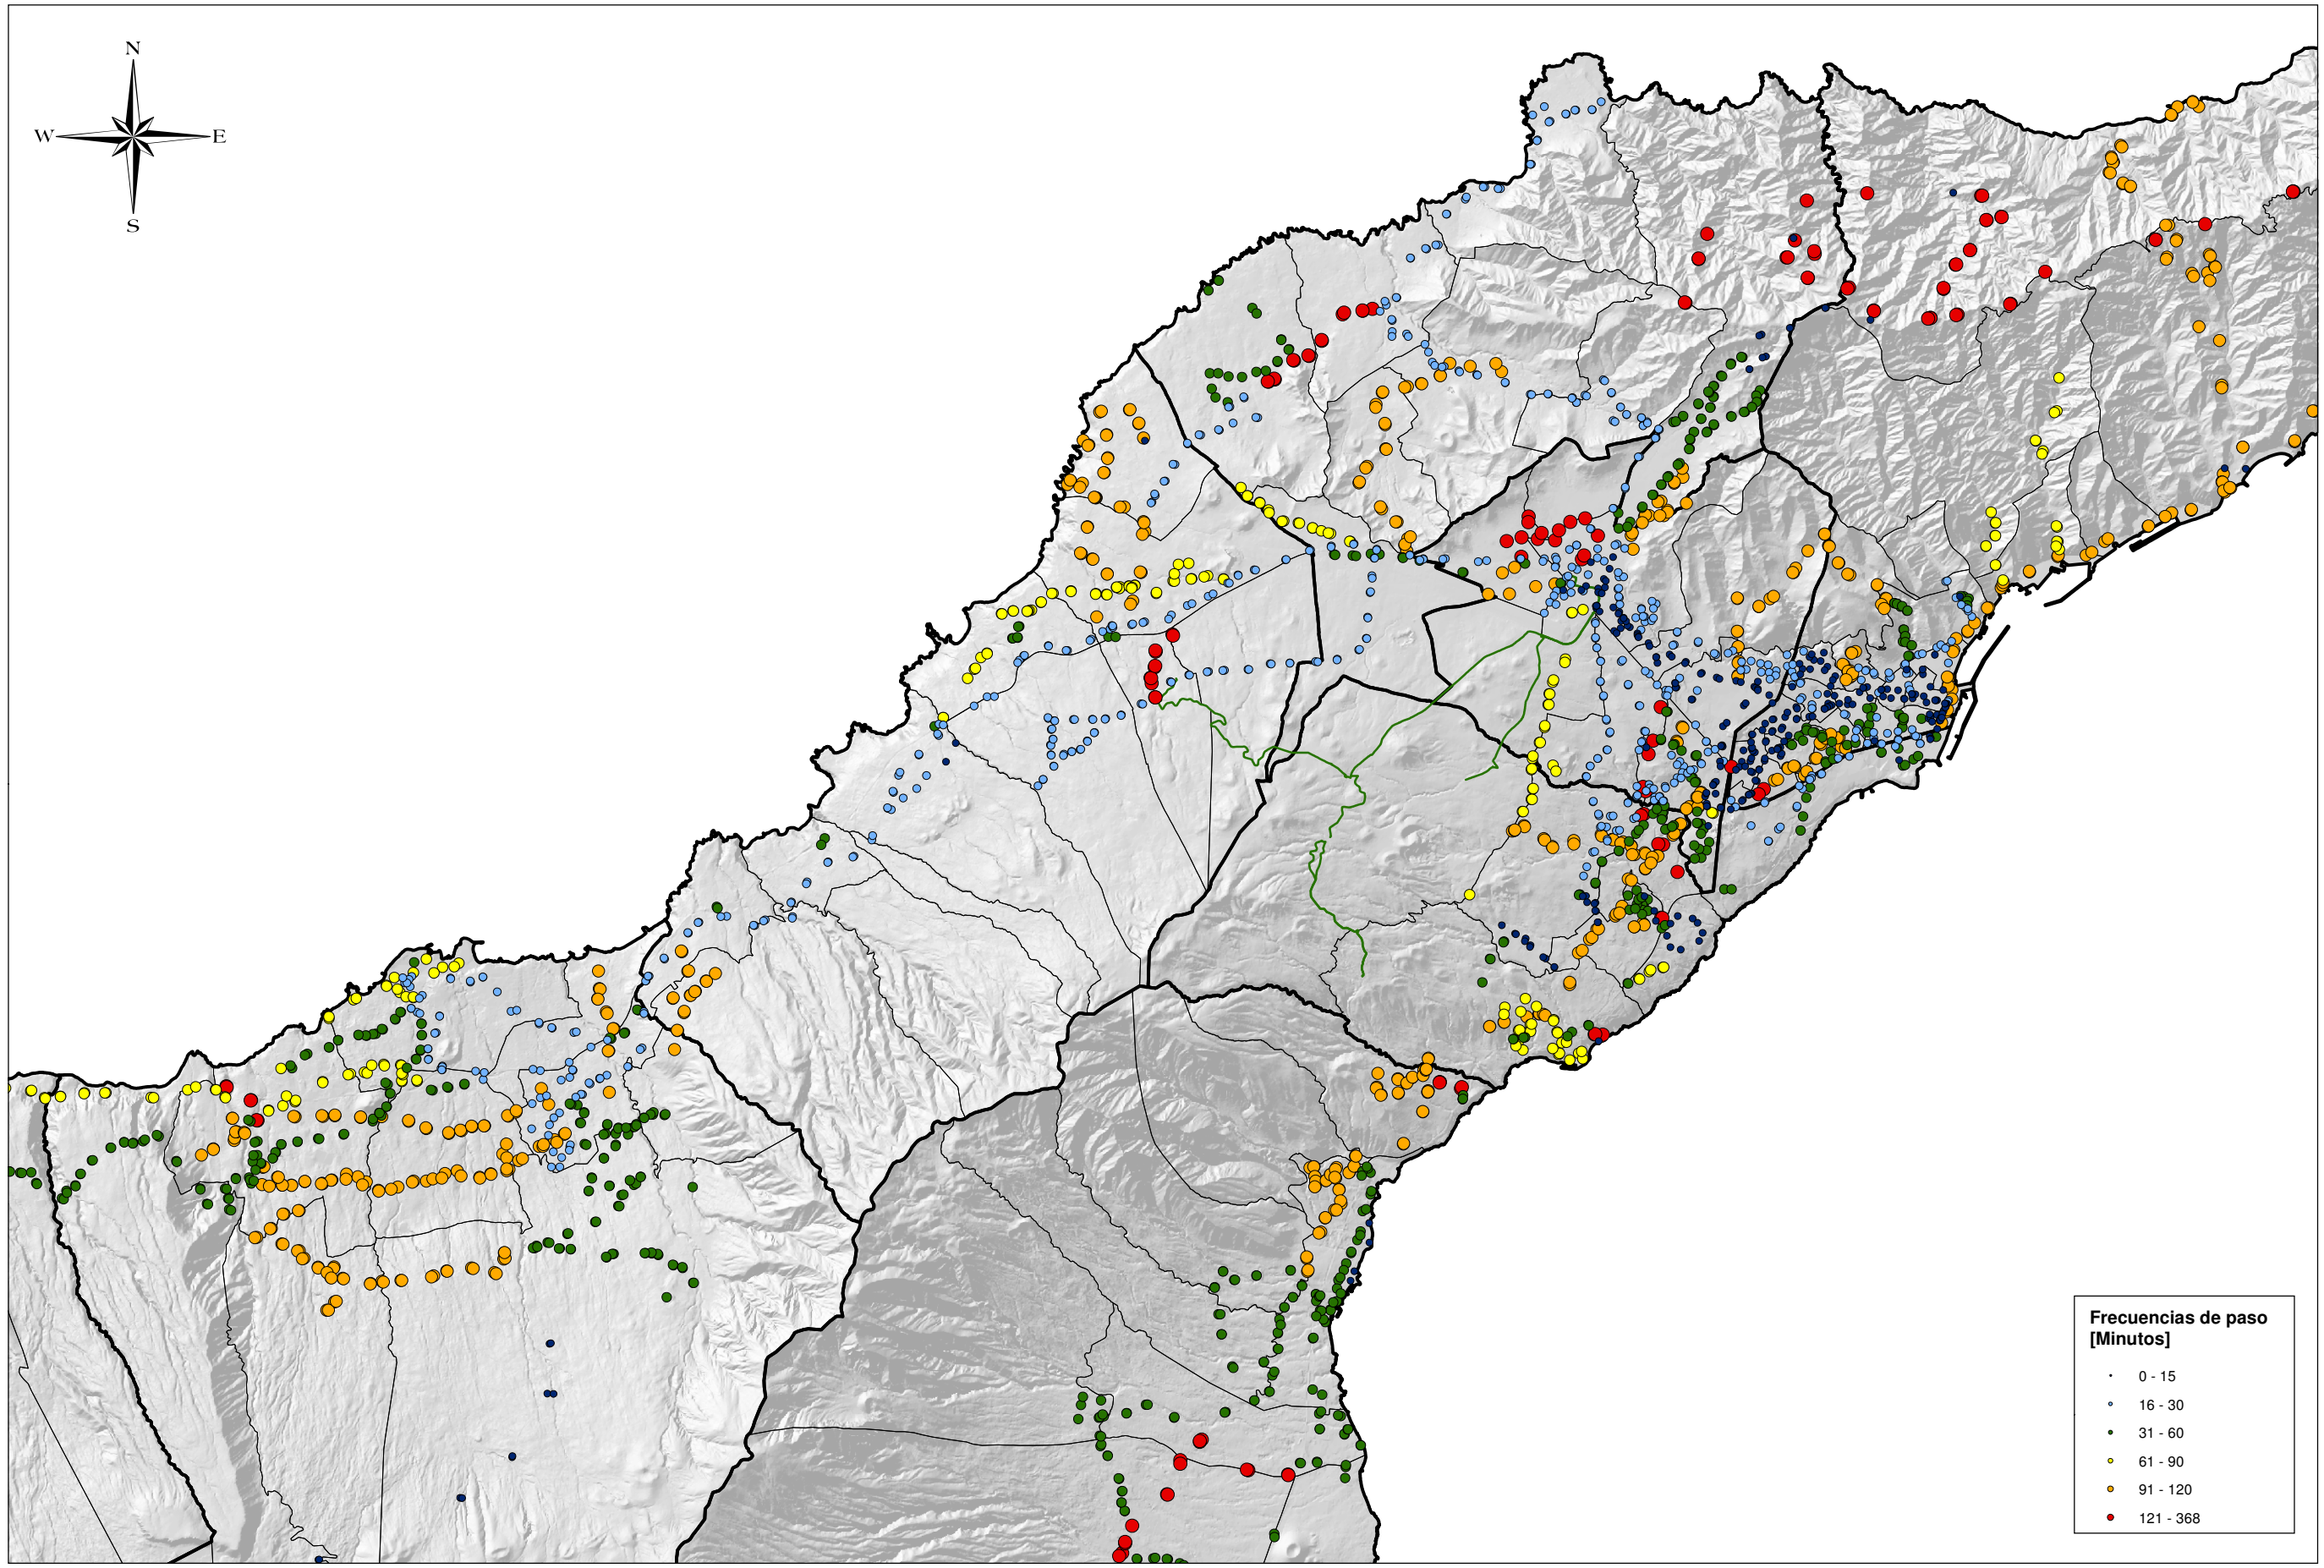 N
W
E
S
Frecuencias de paso
[Minutos]
0 - 15
16 - 30
31 - 60
61 - 90
91 - 120
121 - 368